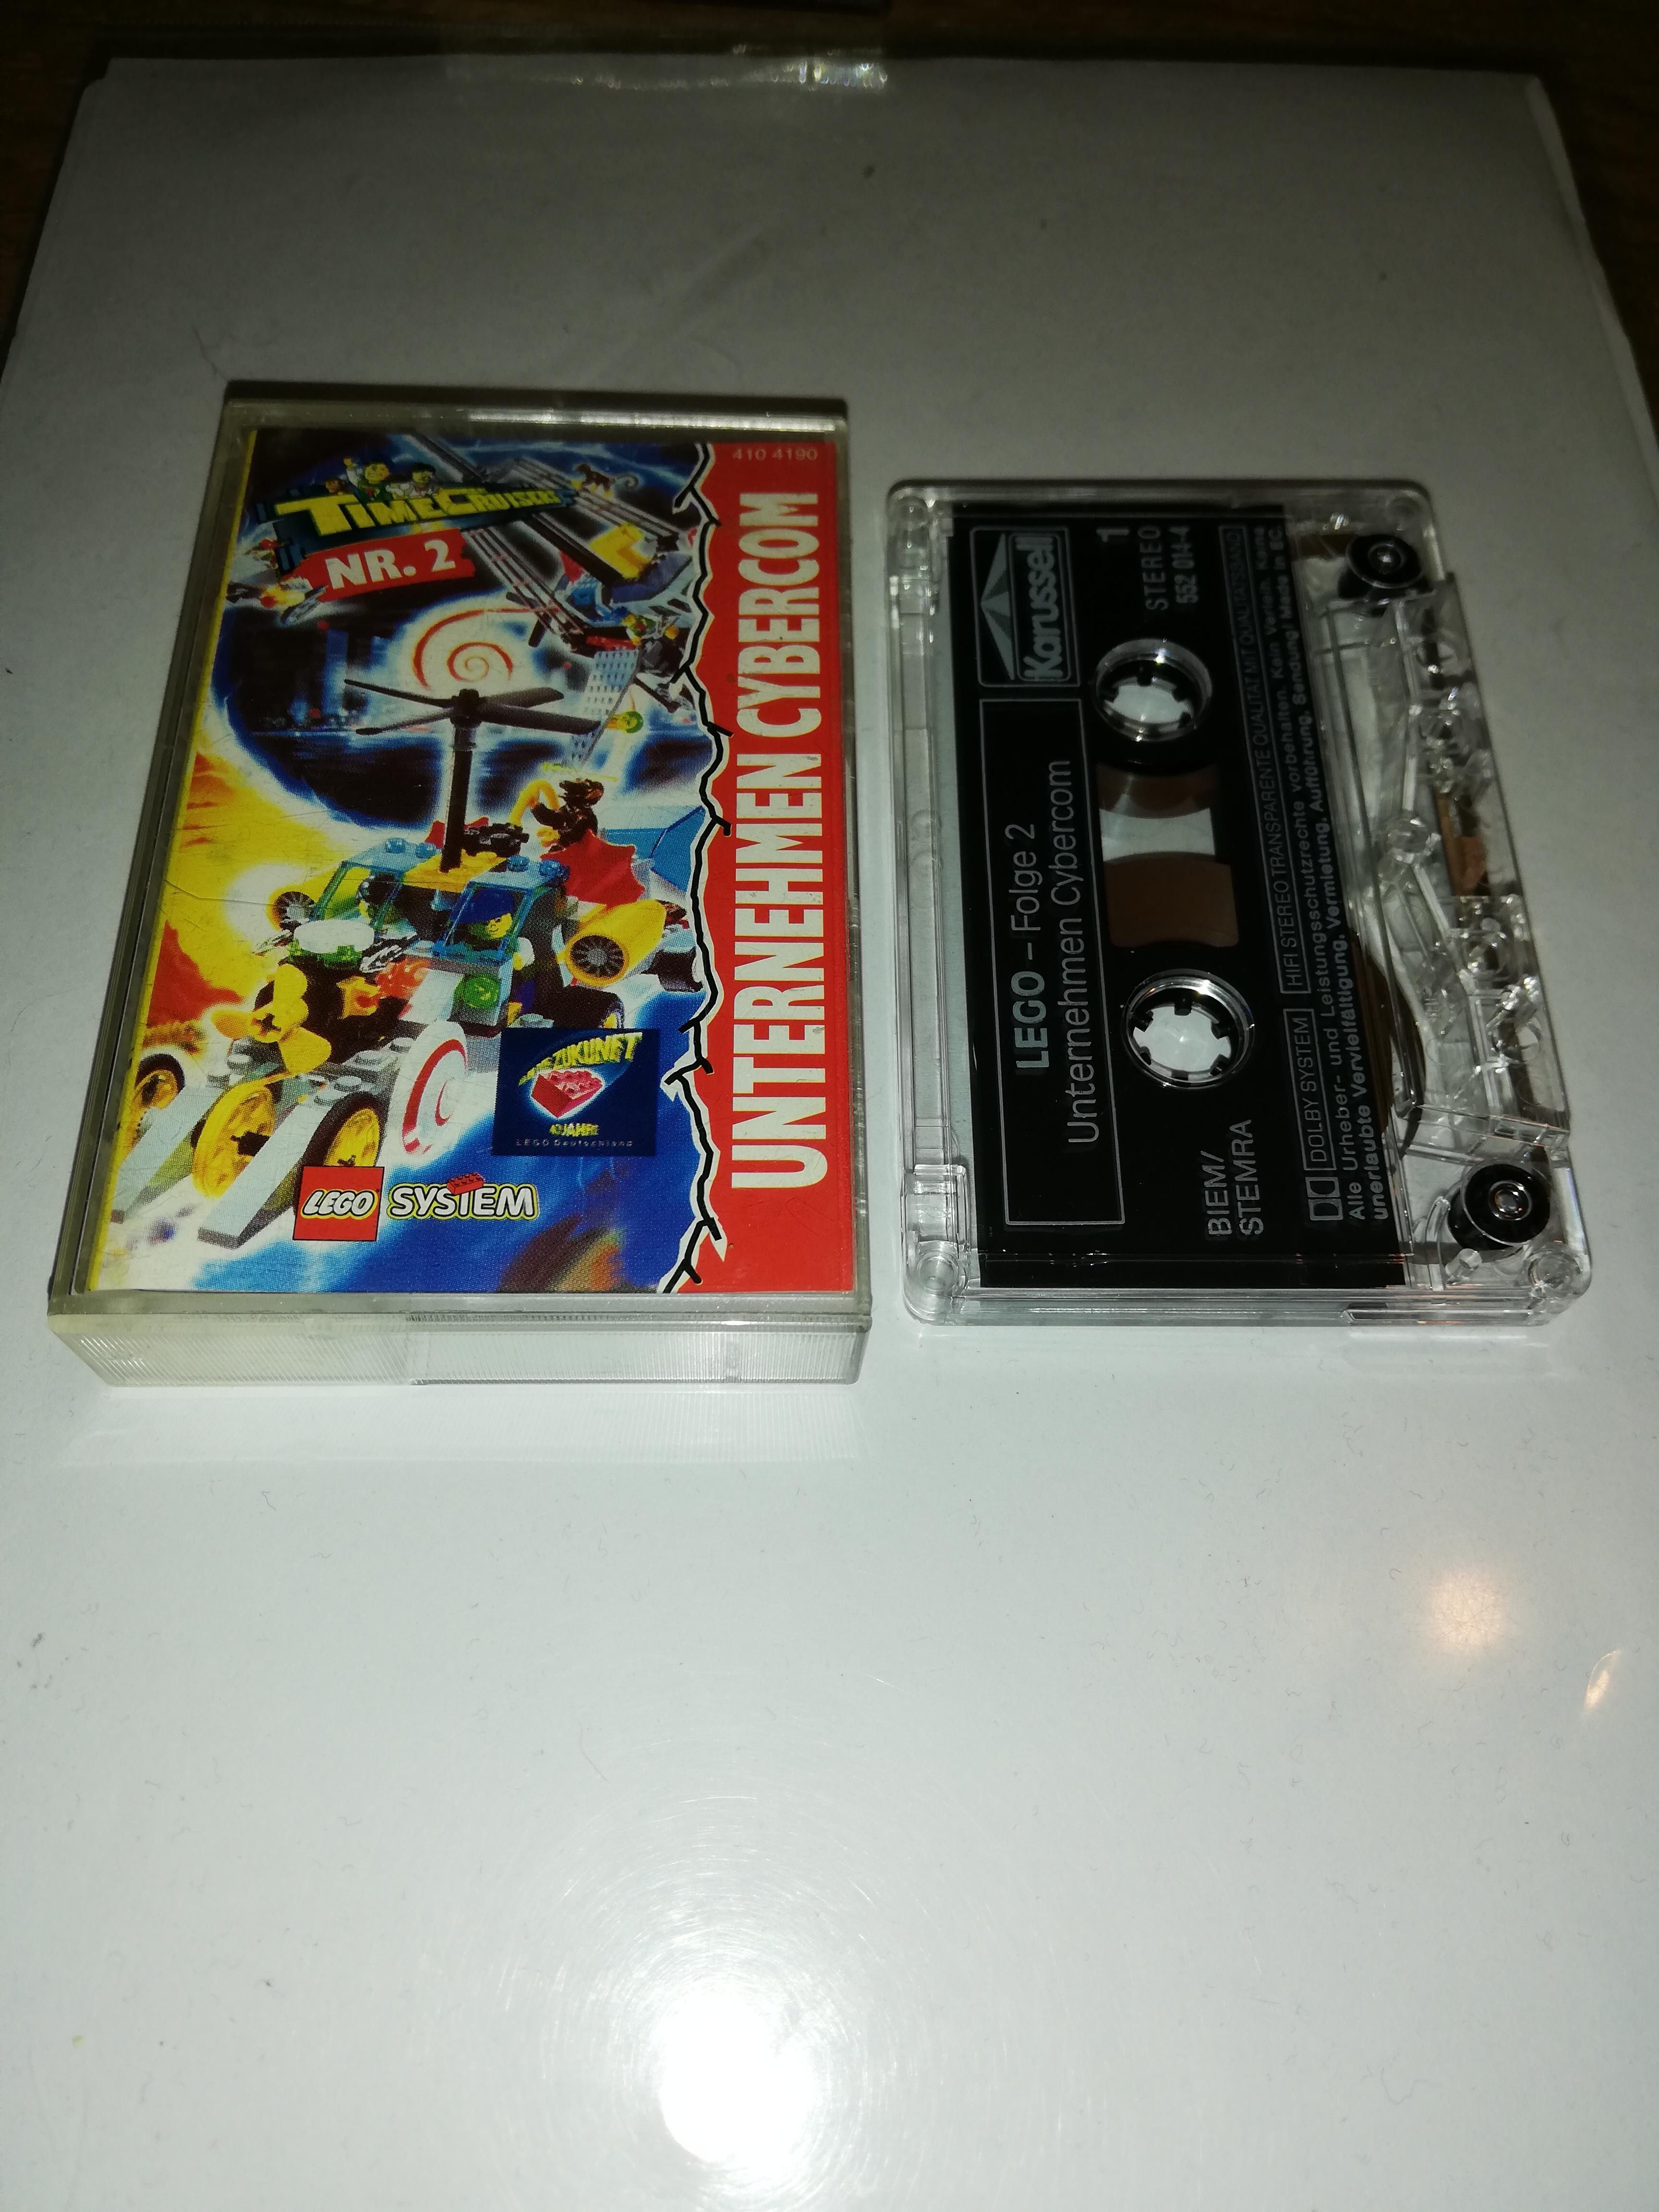 410 4190
TIMECRUISERS
NR. 2
UNTERNEHMEN CYBERCOM
ZUKUNFT
40 JAHRE
LEGO Deutschland
LEGO SYSTEM
Karussell
LEGO – Folge 2
Unternehmen Cybercom
1
STEREO
552 014-4
BIEM/
STEMRA
DOLBY SYSTEM HIFI STEREO TRANSPARENTE QUALITÄT MIT QUALITÄTSBAND
Alle Urheber- und Leistungsschutzrechte vorbehalten. Kein Verleih. Keine
unerlaubte Vervielfältigung, Vermietung, Aufführung, Sendung! Made in EC.